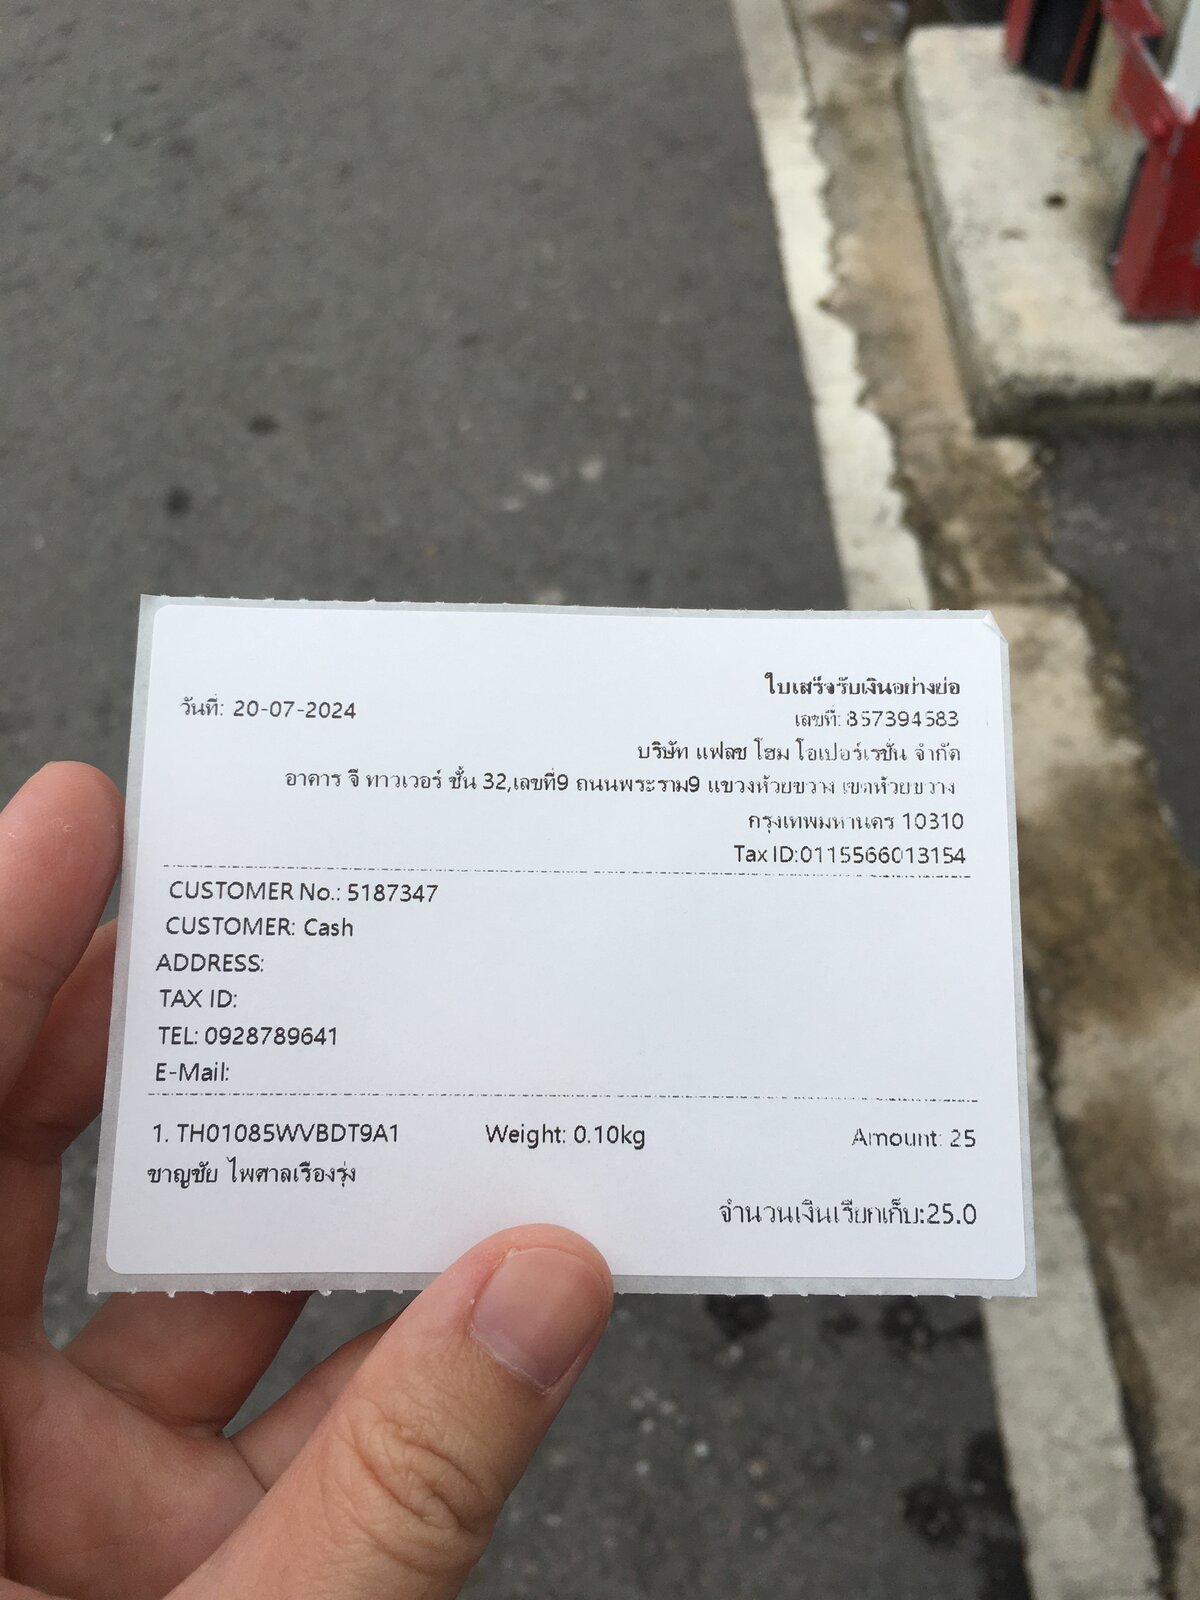 ใบเสร็จรับเงินอย่างย่อ
วันที่: 20-07-2024
เลขที่: 857394583
บริษัท แฟลช โฮม โอเปอร์เรชั่น จำกัด
อาคาร จี ทาวเวอร์ ชั้น 32,เลขที่9 ถนนพระราม9 แขวงห้วยขวาง เขตห้วยขวาง
กรุงเทพมหานคร 10310
Tax ID:0115566013154
CUSTOMER No.: 5187347
CUSTOMER: Cash
ADDRESS:
TAX ID:
TEL: 0928789641
E-Mail:
1. TH01085WVBDT9A1 Weight: 0.10kg Amount: 25
ชาญชัย ไพศาลเรืองรุ่ง
จำนวนเงินเรียกเก็บ:25.0